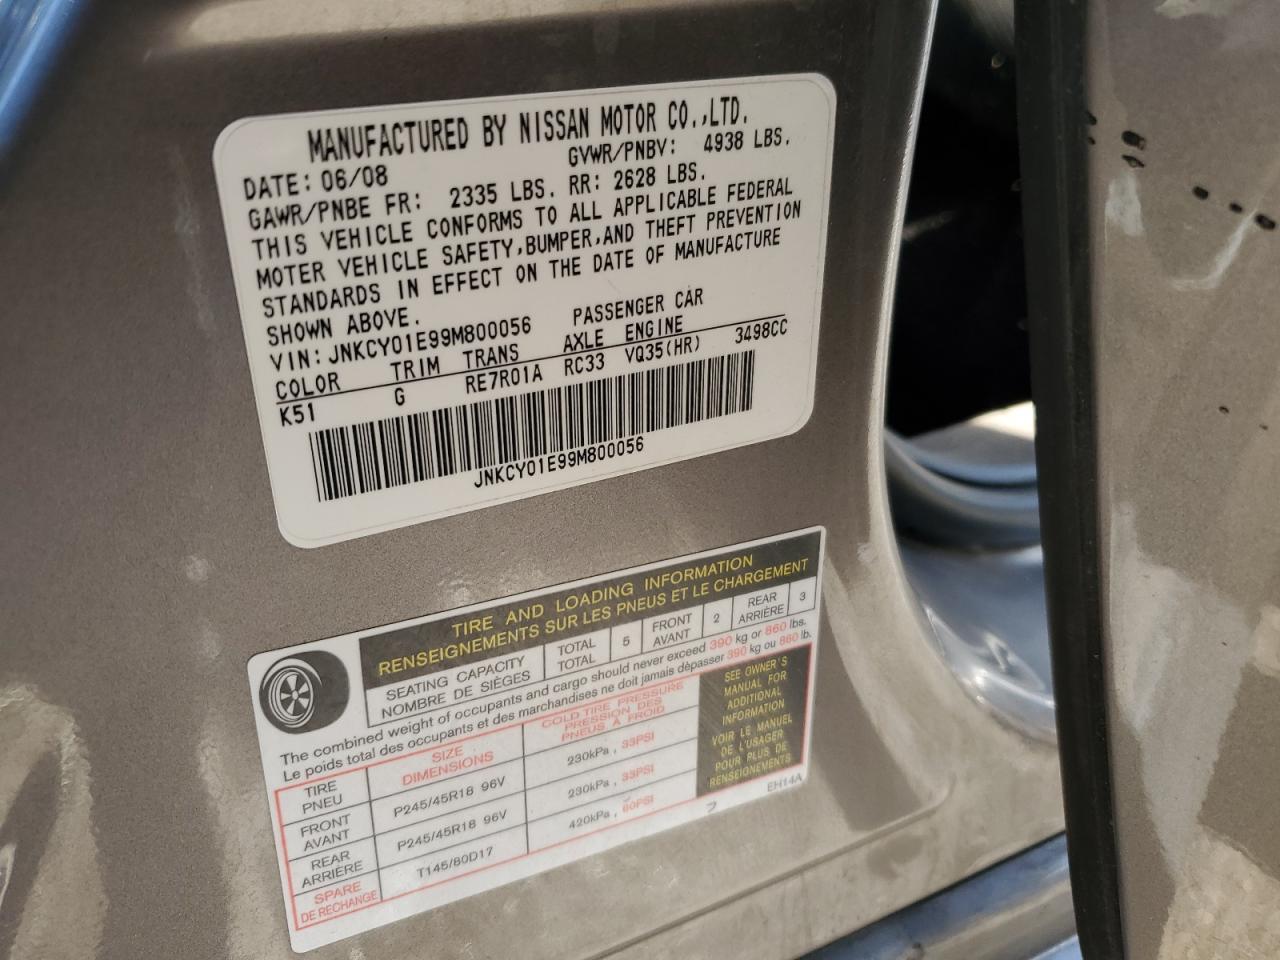 MANUFACTURED BY NISSAN MOTOR CO.,LTD.
DATE: 06/08 GVWR/PNBV: 4938 LBS.
GAWR/PNBE FR: 2335 LBS. RR: 2628 LBS.
THIS VEHICLE CONFORMS TO ALL APPLICABLE FEDERAL
MOTER VEHICLE SAFETY,BUMPER,AND THEFT PREVENTION
STANDARDS IN EFFECT ON THE DATE OF MANUFACTURE
SHOWN ABOVE.
VIN: JNKCY01E99M800056 PASSENGER CAR
COLOR TRIM TRANS AXLE ENGINE
K51 G RE7R01A RC33 VQ35(HR) 3498CC
JNKCY01E99M800056
TIRE AND LOADING INFORMATION
RENSEIGNEMENTS SUR LES PNEUS ET LE CHARGEMENT
SEATING CAPACITY TOTAL 5 FRONT 2 REAR 3
NOMBRE DE SIÈGES TOTAL AVANT ARRIÈRE
The combined weight of occupants and cargo should never exceed 390 kg or 860 lbs.
Le poids total des occupants et des marchandises ne doit jamais dépasser 390 kg ou 860 lb.
TIRE SIZE COLD TIRE PRESSURE
PNEU DIMENSIONS PRESSION DES
PNEUS À FROID
FRONT P245/45R18 96V 230kPa , 33PSI
AVANT
REAR P245/45R18 96V 230kPa , 33PSI
ARRIÈRE
SPARE T145/80D17 420kPa , 60PSI
DE RECHANGE
SEE OWNER'S
MANUAL FOR
ADDITIONAL
INFORMATION
VOIR LE MANUEL
DE L'USAGER
POUR PLUS DE
RENSEIGNEMENTS
EH14A